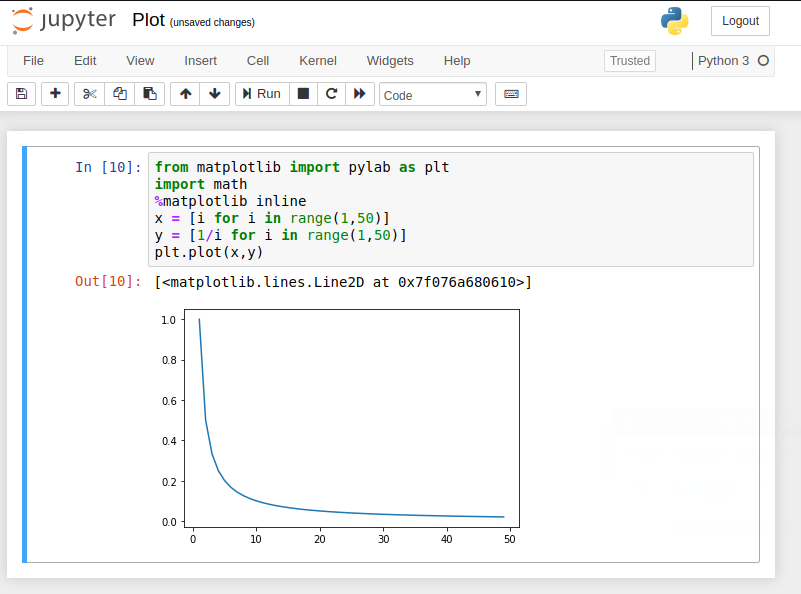 jupyter Plot (unsaved changes) Logout
File Edit View Insert Cell Kernel Widgets Help Trusted Python 3
Run Code
In [10]: from matplotlib import pylab as plt
import math
%matplotlib inline
x = [i for i in range(1,50)]
y = [1/i for i in range(1,50)]
plt.plot(x,y)
Out[10]: [<matplotlib.lines.Line2D at 0x7f076a680610>]
1.0
0.8
0.6
0.4
0.2
0.0
0 10 20 30 40 50